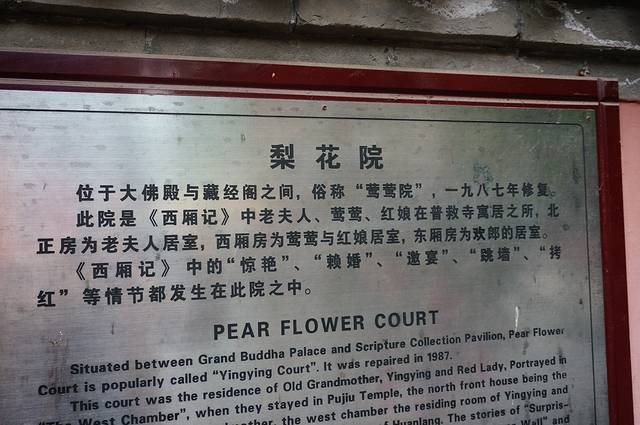 梨花院
位于大佛殿与藏经阁之间，俗称“莺莺院”，一九八七年修复。
此院是《西厢记》中老夫人、莺莺、红娘在普救寺寓居之所，北
正房为老夫人居室，西厢房为莺莺与红娘居室，东厢房为欢郎的居室。
《西厢记》中的“惊艳”、“赖婚”、“邀宴”、“跳墙”、“拷
红”等情节都发生在此院之中。
PEAR FLOWER COURT
Situated between Grand Buddha Palace and Scripture Collection Pavilion, Pear Flower
Court is popularly called “Yingying Court”. It was repaired in 1987.
This court was the residence of Old Grandmother, Yingying and Red Lady, Portrayed in
"The West Chamber", when they stayed in Pujiu Temple, the north front house being the
the west chamber the residing room of Yingying and
of Huanlang. The stories of “Surpris-
Wall” and